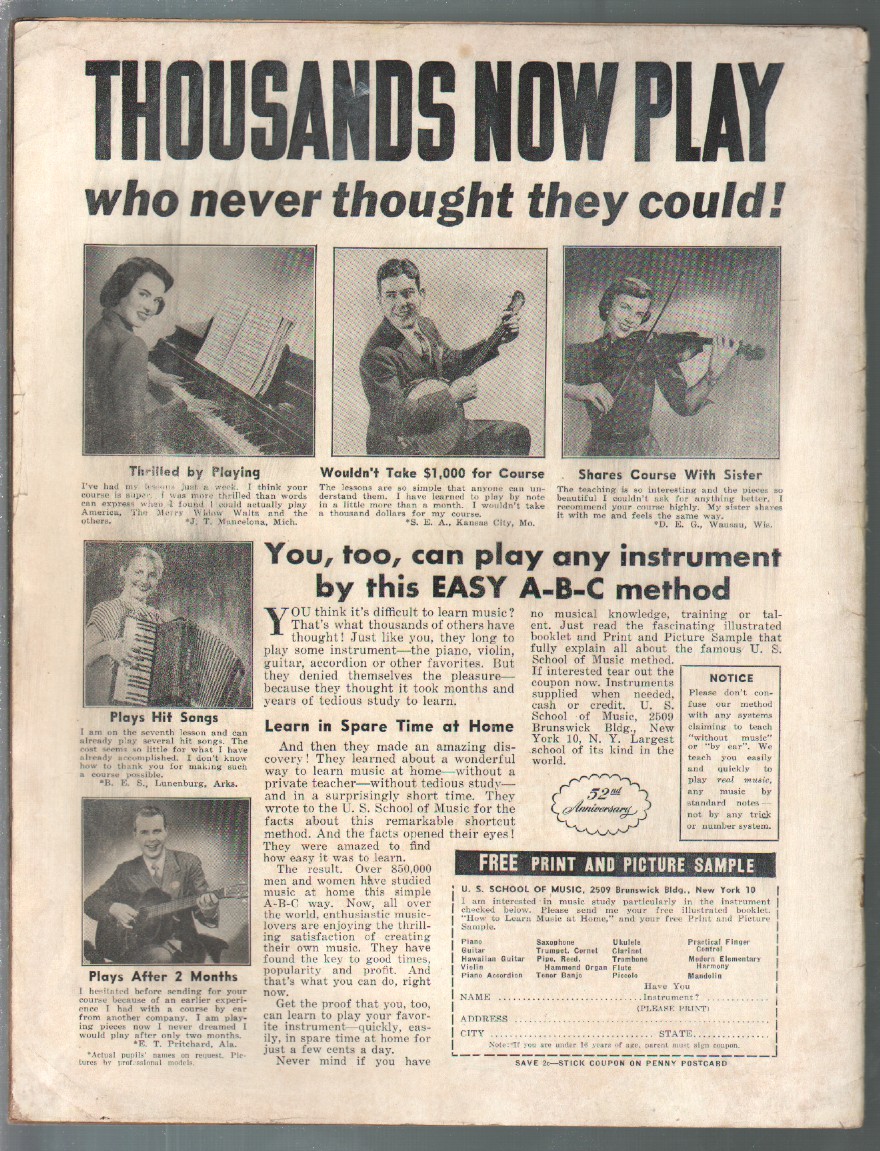 THOUSANDS NOW PLAY
who never thought they could!
Thrilled by Playing
I've had my lessons just a week. I think your
course is super. I was more thrilled than words
can express when I found I could actually play
America, The Merry Widow Waltz and the
others. *J. T. Mancelona, Mich.
Wouldn't Take $1,000 for Course
The lessons are so simple that anyone can un-
derstand them. I have learned to play by note
in a little more than a month. I wouldn't take
a thousand dollars for my course.
*S. E. A., Kansas City, Mo.
Shares Course With Sister
The teaching is so interesting and the pieces so
beautiful I couldn't ask for anything better. I
recommend your course highly. My sister shares
it with me and feels the same way.
*D. E. G., Wausau, Wis.
Plays Hit Songs
I am on the seventh lesson and can
already play several hit songs. The
cost seems so little for what I have
already accomplished. I don't know
how to thank you for making such
a course possible.
*B. E. S., Lunenburg, Arks.
Plays After 2 Months
I hesitated before sending for your
course because of an earlier experi-
ence I had with a course by ear
from another company. I am play-
ing pieces now I never dreamed I
would play after only two months.
*E. T. Pritchard, Ala.
*Actual pupils' names on request. Pic-
tures by professional models.
You, too, can play any instrument
by this EASY A-B-C method
YOU think it's difficult to learn music?
That's what thousands of others have
thought! Just like you, they long to
play some instrument—the piano, violin,
guitar, accordion or other favorites. But
they denied themselves the pleasure—
because they thought it took months and
years of tedious study to learn.
Learn in Spare Time at Home
And then they made an amazing dis-
covery! They learned about a wonderful
way to learn music at home—without a
private teacher—without tedious study—
and in a surprisingly short time. They
wrote to the U. S. School of Music for the
facts about this remarkable shortcut
method. And the facts opened their eyes!
They were amazed to find
how easy it was to learn.
The result. Over 850,000
men and women have studied
music at home this simple
A-B-C way. Now, all over
the world, enthusiastic music-
lovers are enjoying the thrill-
ing satisfaction of creating
their own music. They have
found the key to good times,
popularity and profit. And
that's what you can do, right
now.
Get the proof that you, too,
can learn to play your favor-
ite instrument—quickly, eas-
ily, in spare time at home for
just a few cents a day.
Never mind if you have
no musical knowledge, training or tal-
ent. Just read the fascinating illustrated
booklet and Print and Picture Sample that
fully explain all about the famous U. S.
School of Music method.
If interested tear out the
coupon now. Instruments
supplied when needed,
cash or credit. U. S.
School of Music, 2509
Brunswick Bldg., New
York 10, N. Y. Largest
school of its kind in the
world.
52nd
Anniversary
NOTICE
Please don't con-
fuse our method
with any systems
claiming to teach
"without music"
or "by ear". We
teach you easily
and quickly to
play real music,
any music by
standard notes—
not by any trick
or number system.
FREE PRINT AND PICTURE SAMPLE
U. S. SCHOOL OF MUSIC, 2509 Brunswick Bldg., New York 10
I am interested in music study particularly in the instrument
checked below. Please send me your free illustrated booklet.
"How to Learn Music at Home," and your free Print and Picture
Sample.
Piano Saxophone Ukulele Practical Finger
Guitar Trumpet, Cornet Clarinet Control
Hawaiian Guitar Pipe, Reed, Trombone Modern Elementary
Violin Hammond Organ Flute Harmony
Piano Accordion Tenor Banjo Piccolo Mandolin
Have You
NAME Instrument?
(PLEASE PRINT)
ADDRESS
CITY STATE
Note: If you are under 16 years of age, parent must sign coupon.
SAVE 2c—STICK COUPON ON PENNY POSTCARD